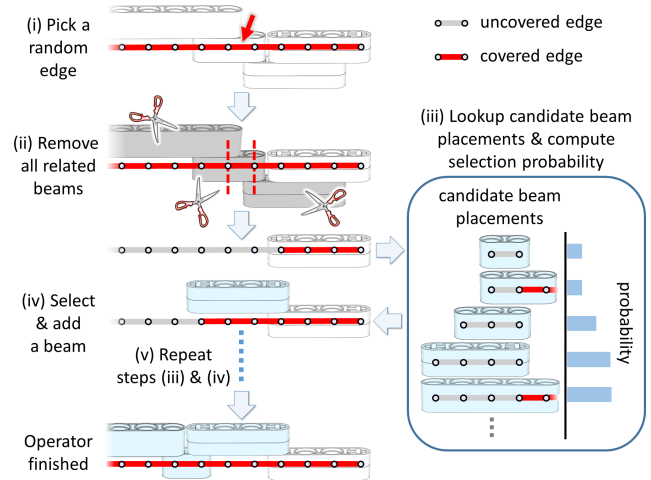 (i) Pick a
random
edge
uncovered edge
covered edge
(ii) Remove
all related
beams
(iii) Lookup candidate beam
placements & compute
selection probability
candidate beam
placements
probability
(iv) Select
& add
a beam
(v) Repeat
steps (iii) & (iv)
Operator
finished